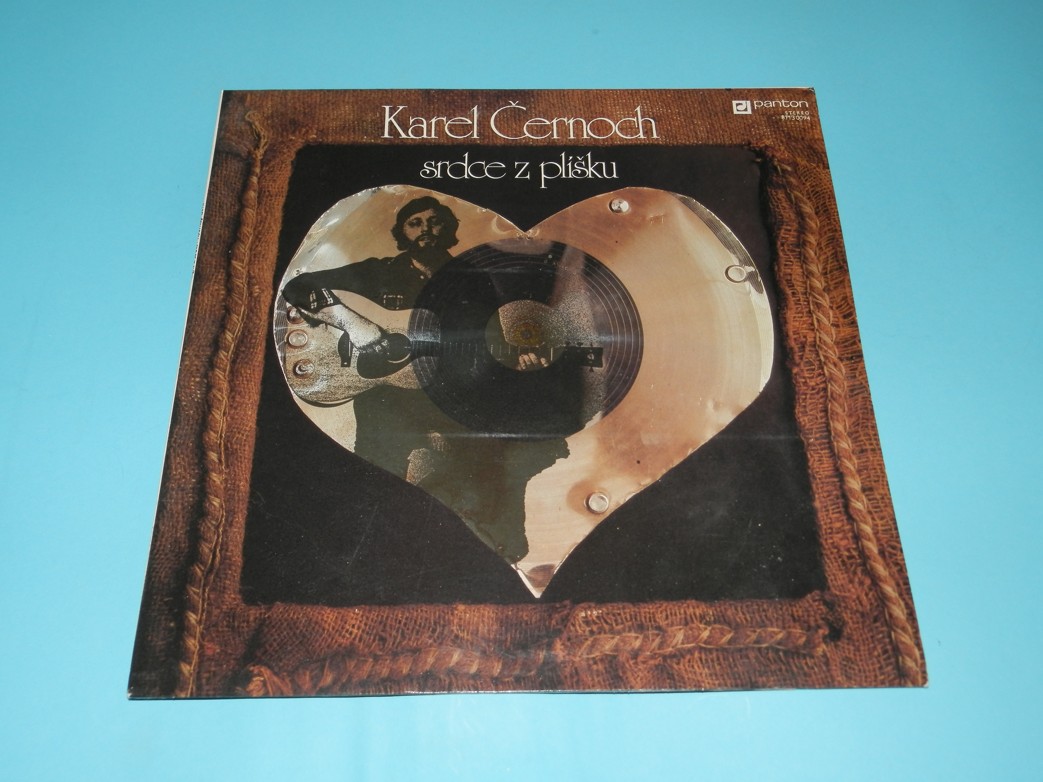 Karel Černoch
srdce z plíšku
panton
STEREO